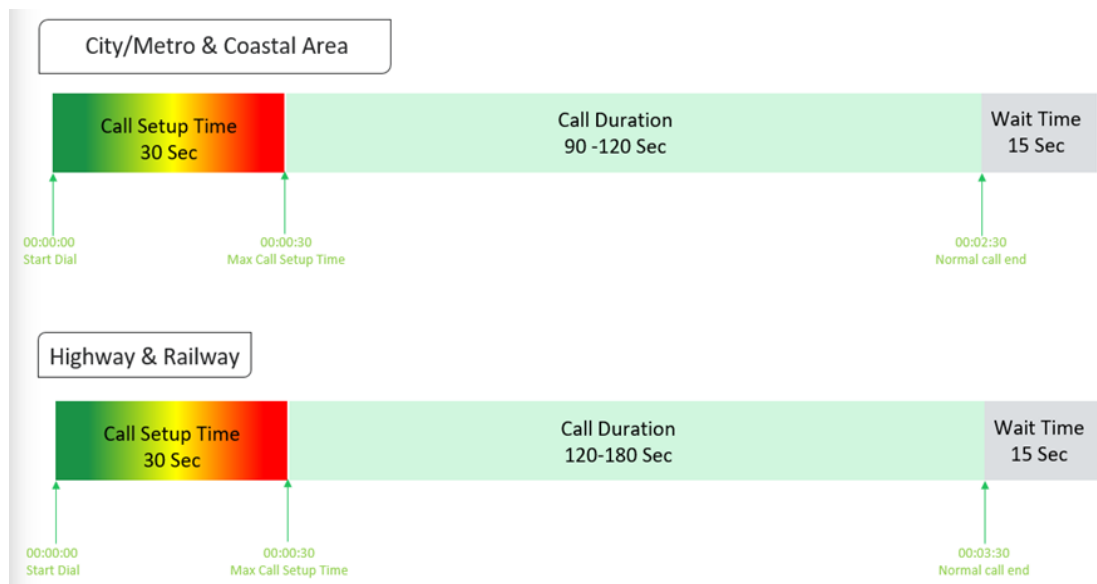 City/Metro & Coastal Area
Call Setup Time
30 Sec
Call Duration
90 -120 Sec
Wait Time
15 Sec
00:00:00
Start Dial
00:00:30
Max Call Setup Time
00:02:30
Normal call end
Highway & Railway
Call Setup Time
30 Sec
Call Duration
120-180 Sec
Wait Time
15 Sec
00:00:00
Start Dial
00:00:30
Max Call Setup Time
00:03:30
Normal call end